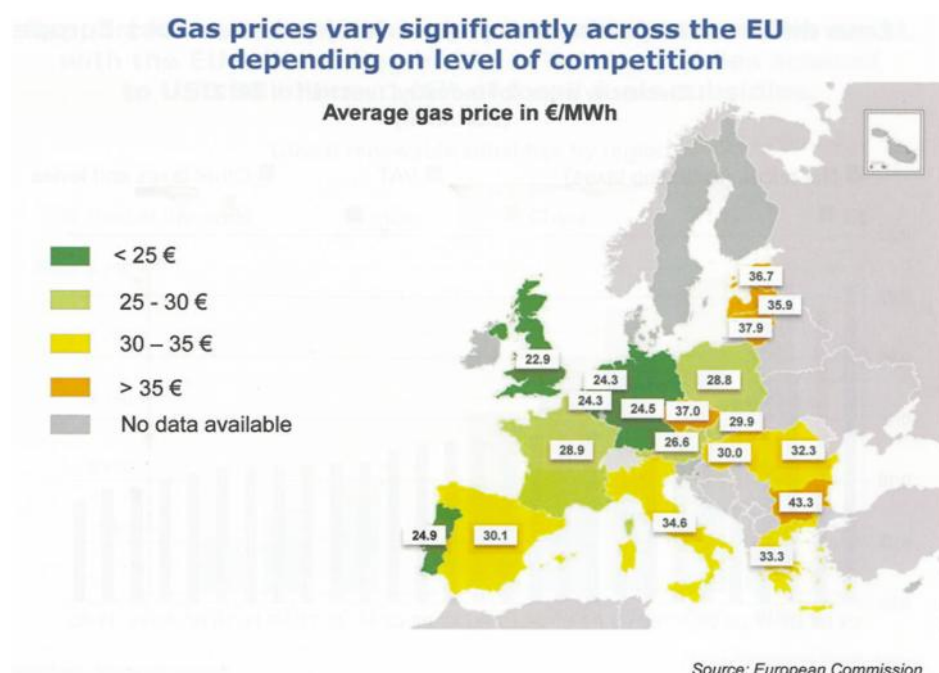 Gas prices vary significantly across the EU
depending on level of competition
Average gas price in €/MWh
< 25 €
25 - 30 €
30 – 35 €
> 35 €
No data available
36.7
35.9
37.9
22.9
24.3
28.8
24.3
24.5
37.0
29.9
26.6
28.9
30.0
32.3
43.3
24.9
30.1
34.6
33.3
Source: European Commission